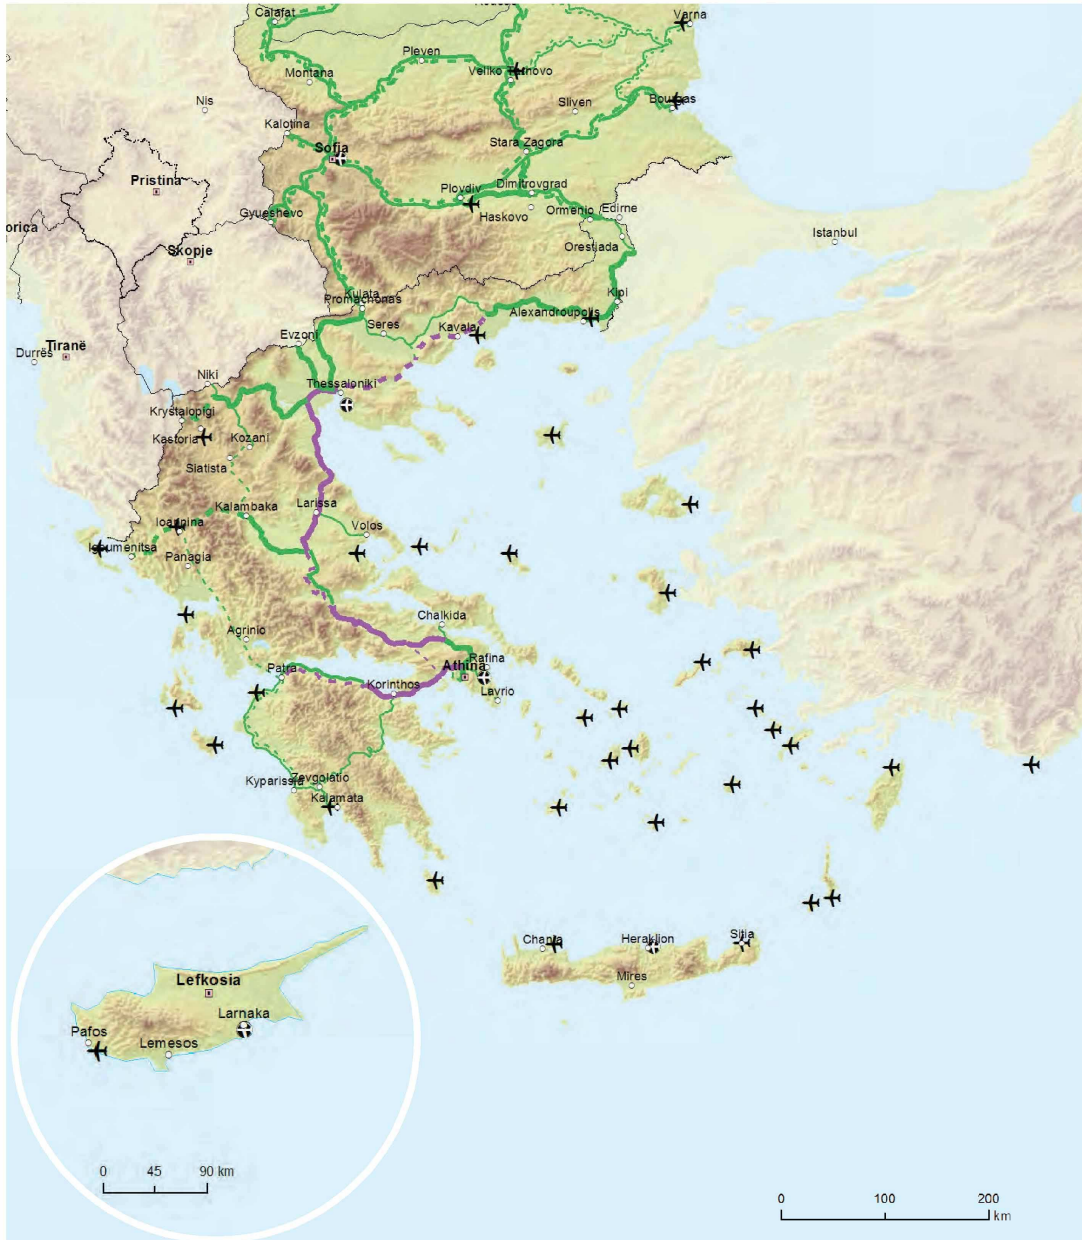 Calafat
Varna
Pleven
Montana
Veliko Tarnovo
Nis
Sliven
Bourgas
Kalotina
Sofia
Stara Zagora
Pristina
Plovdiv
Dimitrovgrad
Gyueshevo
Haskovo
Ormenio
Edirne
orica
Skopje
Orestiada
Istanbul
Kulata
Promachonas
Kipi
Seres
Alexandroupolis
Evzoni
Kavala
Durrës
Tiranë
Niki
Thessaloniki
Krystalopigi
Kastoria
Kozani
Siatista
Kalambaka
Larissa
Ioannina
Volos
Igoumenitsa
Panagia
Chalkida
Agrinio
Rafina
Athina
Patra
Korinthos
Lavrio
Kyparissia
Zevgolatio
Kalamata
Chania
Heraklion
Sitia
Mires
Lefkosia
Larnaka
Pafos
Lemesos
0 45 90 km
0 100 200
km